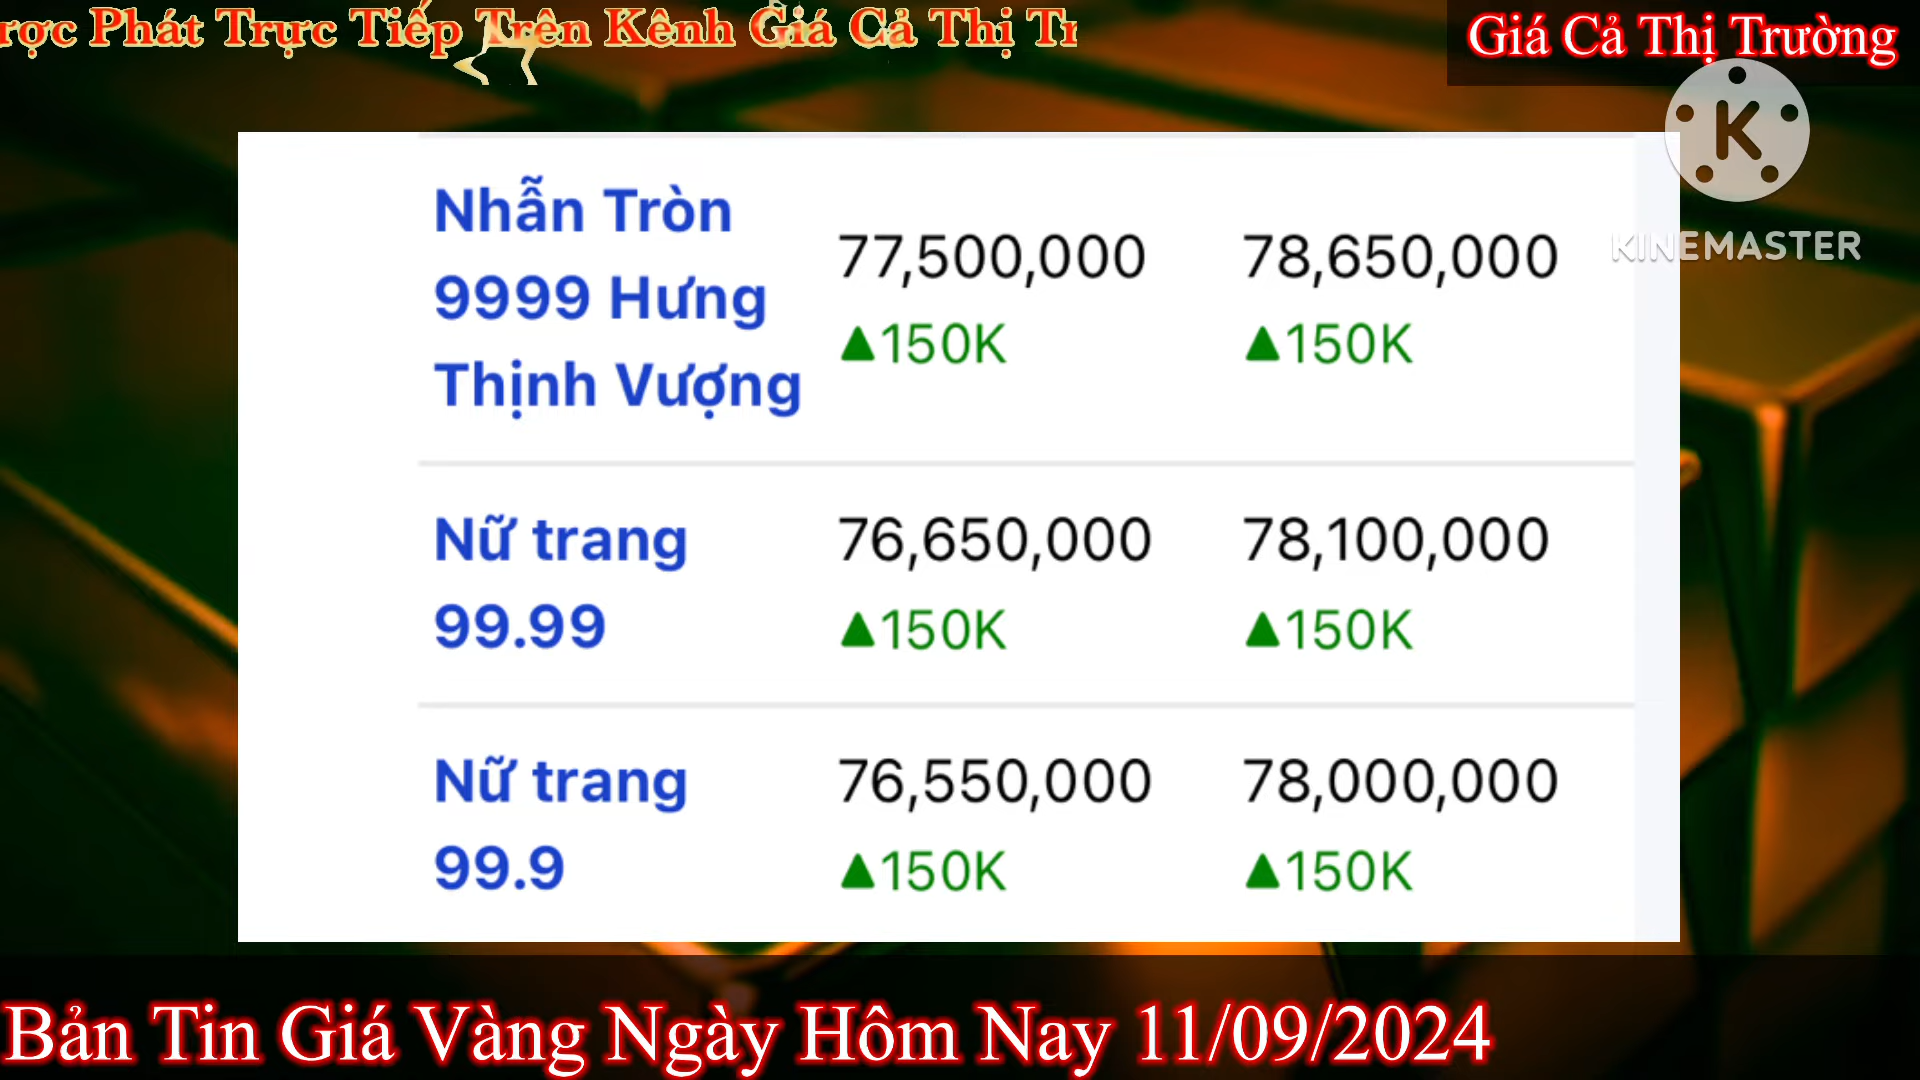 Phát Trực Tiếp Trên Kênh Giá Cả Thị
Giá Cả Thị Trường
K
KINEMASTER
Nhẫn Tròn
9999 Hưng
Thịnh Vượng
77,500,000
▲150K
78,650,000
▲150K
Nữ trang
99.99
76,650,000
▲150K
78,100,000
▲150K
Nữ trang
99.9
76,550,000
▲150K
78,000,000
▲150K
Bản Tin Giá Vàng Ngày Hôm Nay 11/09/2024